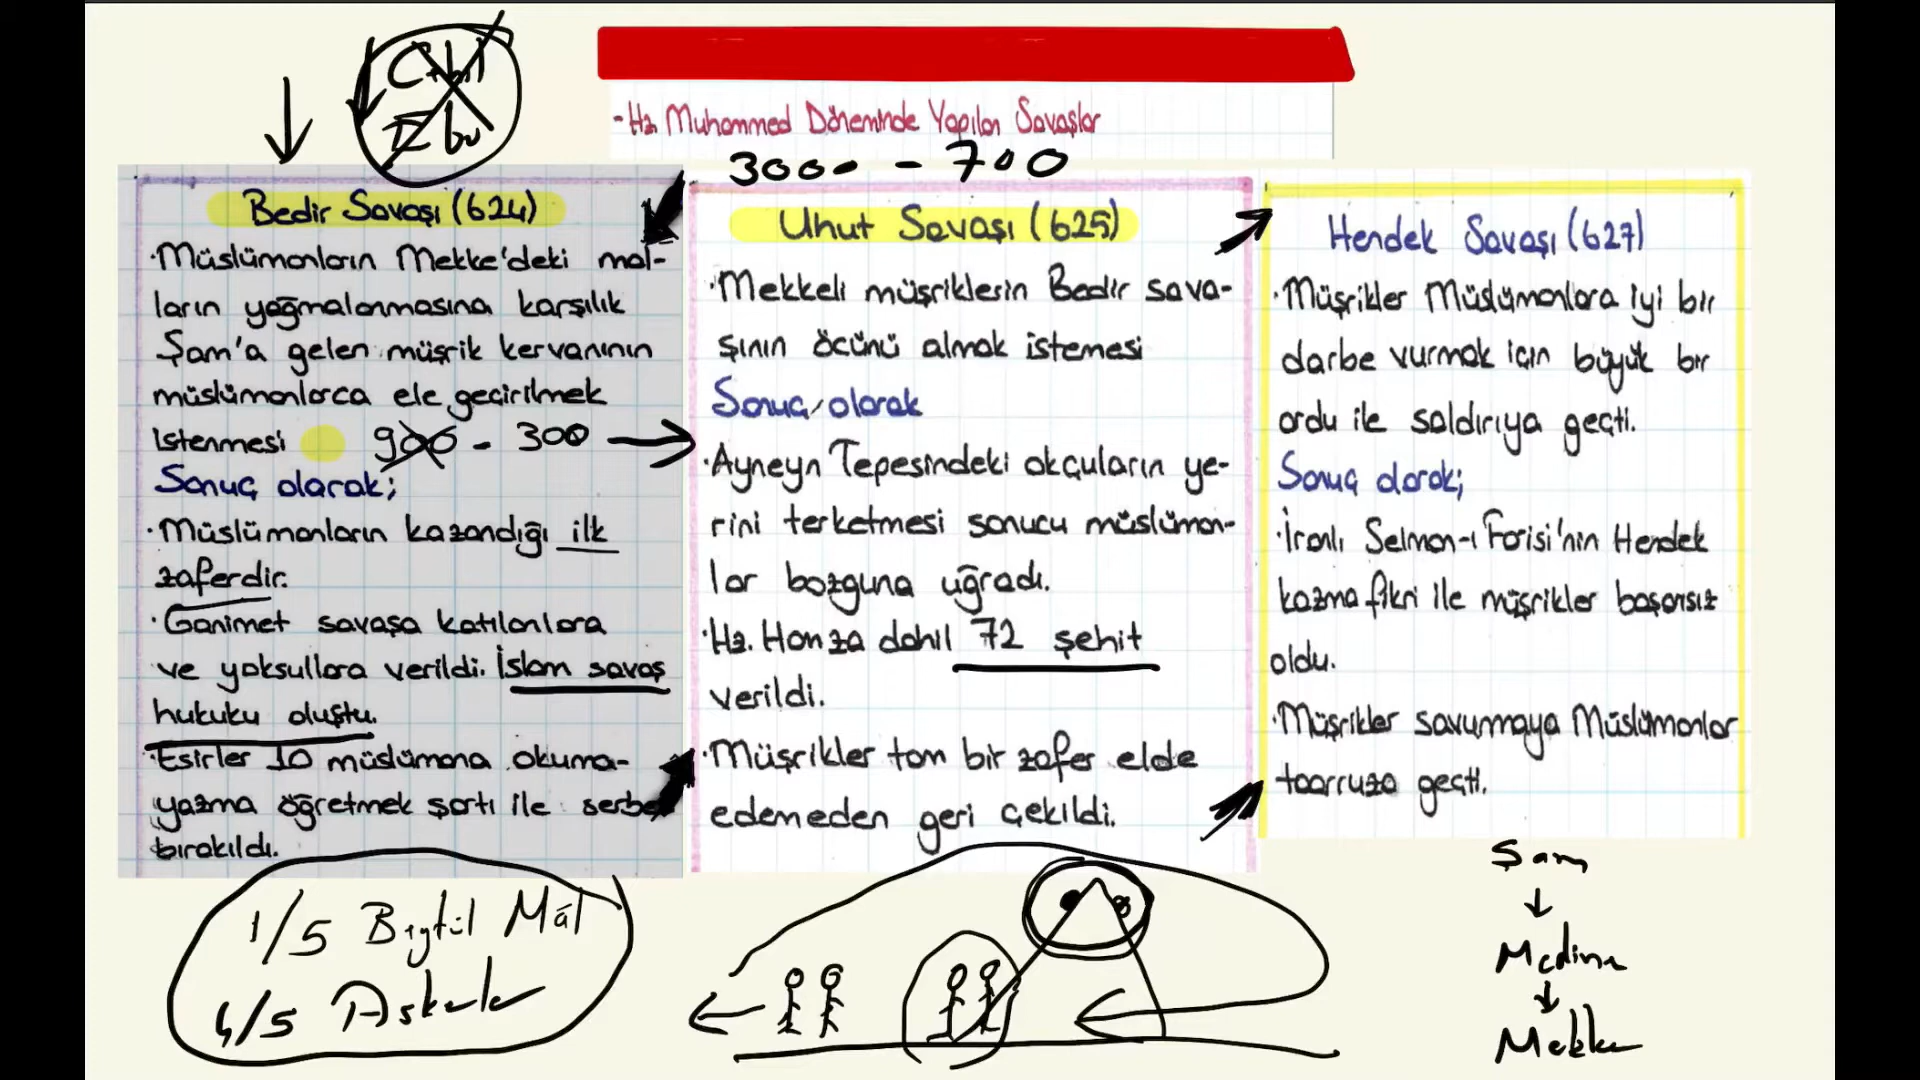 Cehil
Ebu
-Hz. Muhammed Döneminde Yapılan Savaşlar
3000 - 700
Bedir Savaşı (624)
·Müslümanların Mekke'deki mal-
ların yağmalanmasına karşılık
Şam'a gelen müşrik kervanının
müslümanlarca ele geçirilmek
istenmesi 900 - 300
Sonuç olarak;
·Müslümanların kazandığı ilk
zaferdir.
·Ganimet savaşa katılanlara
ve yoksullara verildi. İslam savaş
hukuku oluştu.
·Esirler 10 müslümana okuma-
yazma öğretmek şartı ile serbe
bırakıldı.
1/5 Beytül Mâl
4/5 Askerler
Uhut Savaşı (625)
·Mekkeli müşriklerin Bedir sava-
şının öcünü almak istemesi
Sonuç olarak
·Ayneyn Tepesindeki okçuların ye-
rini terketmesi sonucu müslüman-
lar bozguna uğradı.
·Hz. Hamza dahil 72 şehit
verildi.
·Müşrikler tam bir zafer elde
edemeden geri çekildi.
Hendek Savaşı (627)
·Müşrikler Müslümanlara iyi bir
darbe vurmak için büyük bir
ordu ile saldırıya geçti.
Sonuç olarak;
·İranlı Selman-ı Farisi'nin Hendek
kazma fikri ile müşrikler başarısız
oldu.
·Müşrikler savunmaya Müslümanlar
taarruza geçti.
Şam
Medine
Mekke